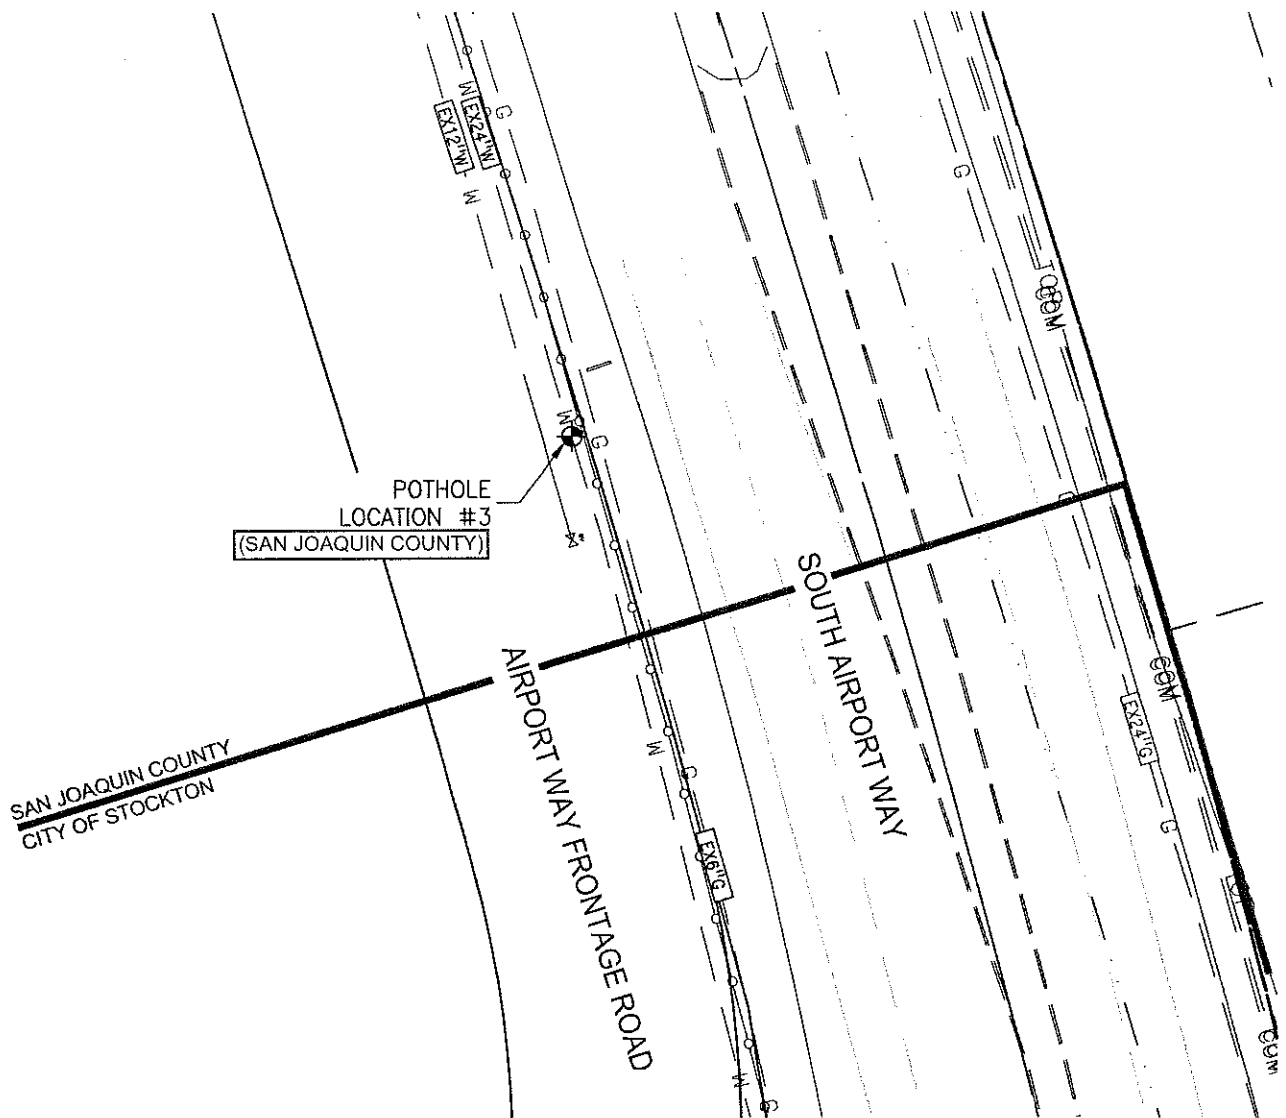 W
G
EX24"W
EX12"W
W
G
COM
W
G
POTHOLE
LOCATION #3
(SAN JOAQUIN COUNTY)
SOUTH AIRPORT WAY
AIRPORT WAY FRONTAGE ROAD
COM
EX24"G
SAN JOAQUIN COUNTY
CITY OF STOCKTON
W
G
G
EX6"G
W
G
COM